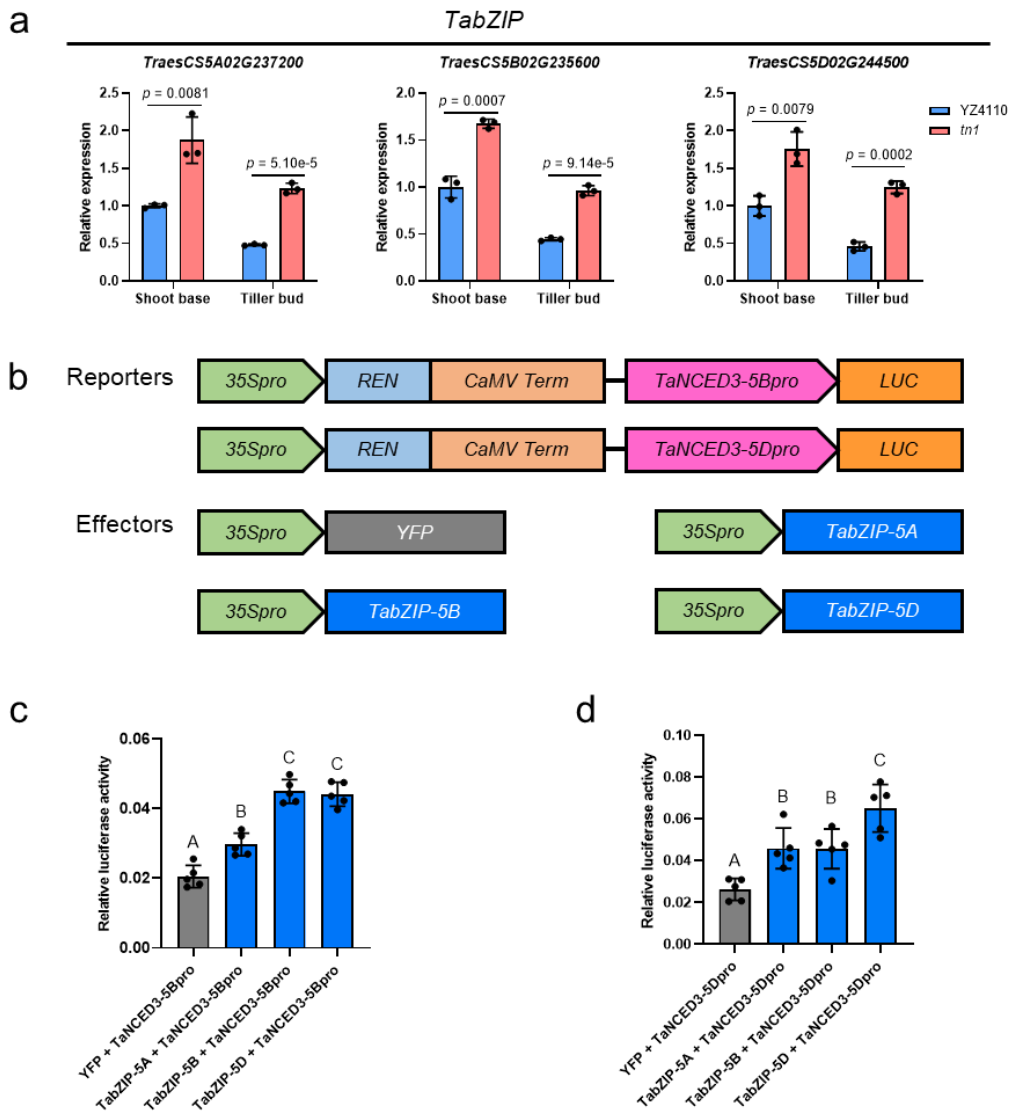 a
TabZIP
TraesCS5A02G237200
TraesCS5B02G235600
TraesCS5D02G244500
Relative expression
2.5
2.0
1.5
1.0
0.5
0.0
p = 0.0081
p = 5.10e-5
Shoot base
Tiller bud
Relative expression
2.0
1.5
1.0
0.5
0.0
p = 0.0007
p = 9.14e-5
Shoot base
Tiller bud
Relative expression
2.5
2.0
1.5
1.0
0.5
0.0
p = 0.0079
p = 0.0002
Shoot base
Tiller bud
YZ4110
tn1
b
Reporters
35Spro REN CaMV Term TaNCED3-5Bpro LUC
35Spro REN CaMV Term TaNCED3-5Dpro LUC
Effectors
35Spro YFP
35Spro TabZIP-5A
35Spro TabZIP-5B
35Spro TabZIP-5D
c
Relative luciferase activity
0.06
0.04
0.02
0.00
A
B
C
C
YFP + TaNCED3-5Bpro
TabZIP-5A + TaNCED3-5Bpro
TabZIP-5B + TaNCED3-5Bpro
TabZIP-5D + TaNCED3-5Bpro
d
Relative luciferase activity
0.10
0.08
0.06
0.04
0.02
0.00
A
B
B
C
YFP + TaNCED3-5Dpro
TabZIP-5A + TaNCED3-5Dpro
TabZIP-5B + TaNCED3-5Dpro
TabZIP-5D + TaNCED3-5Dpro